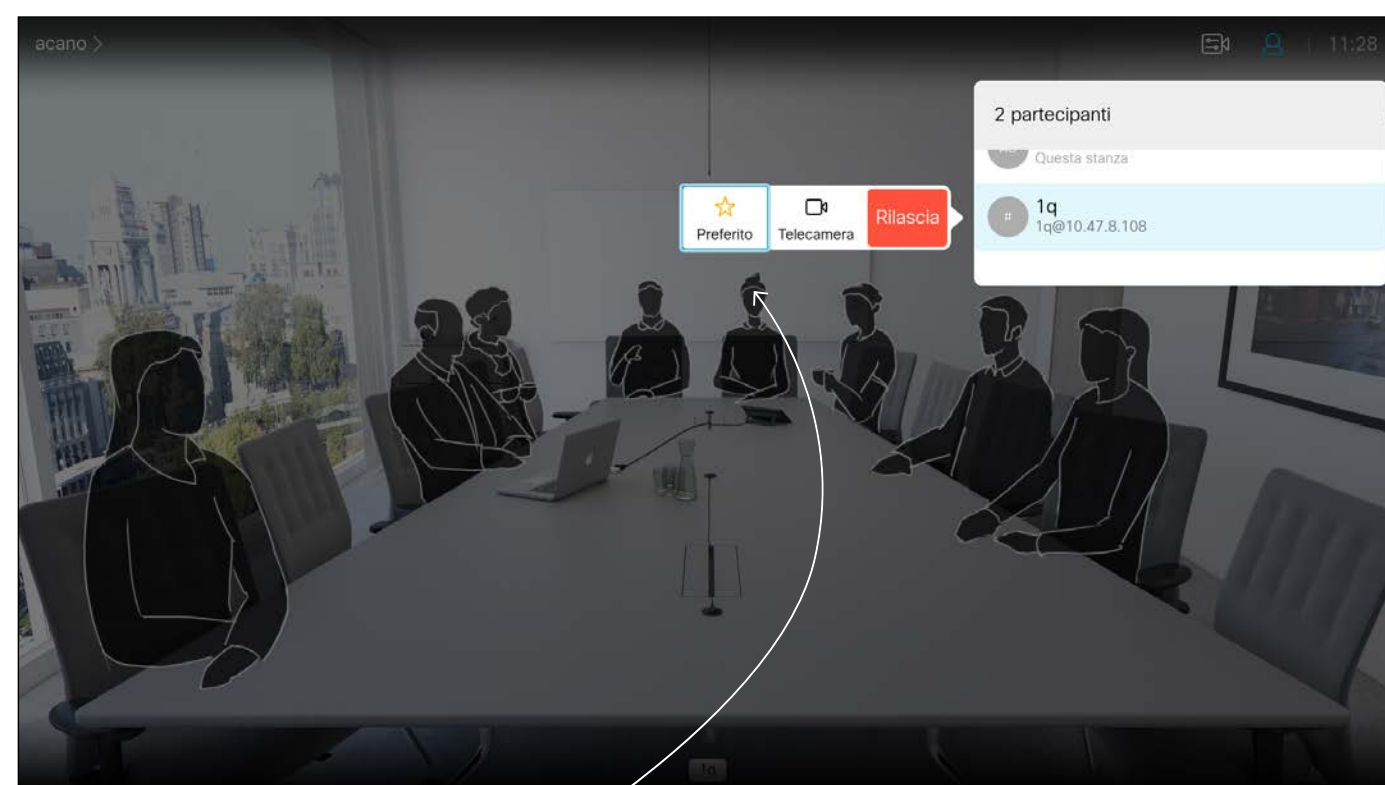 acano >
11:28
2 partecipanti
Questa stanza
# 1q
1q@10.47.8.108
Preferito
Telecamera
Rilascia
1q